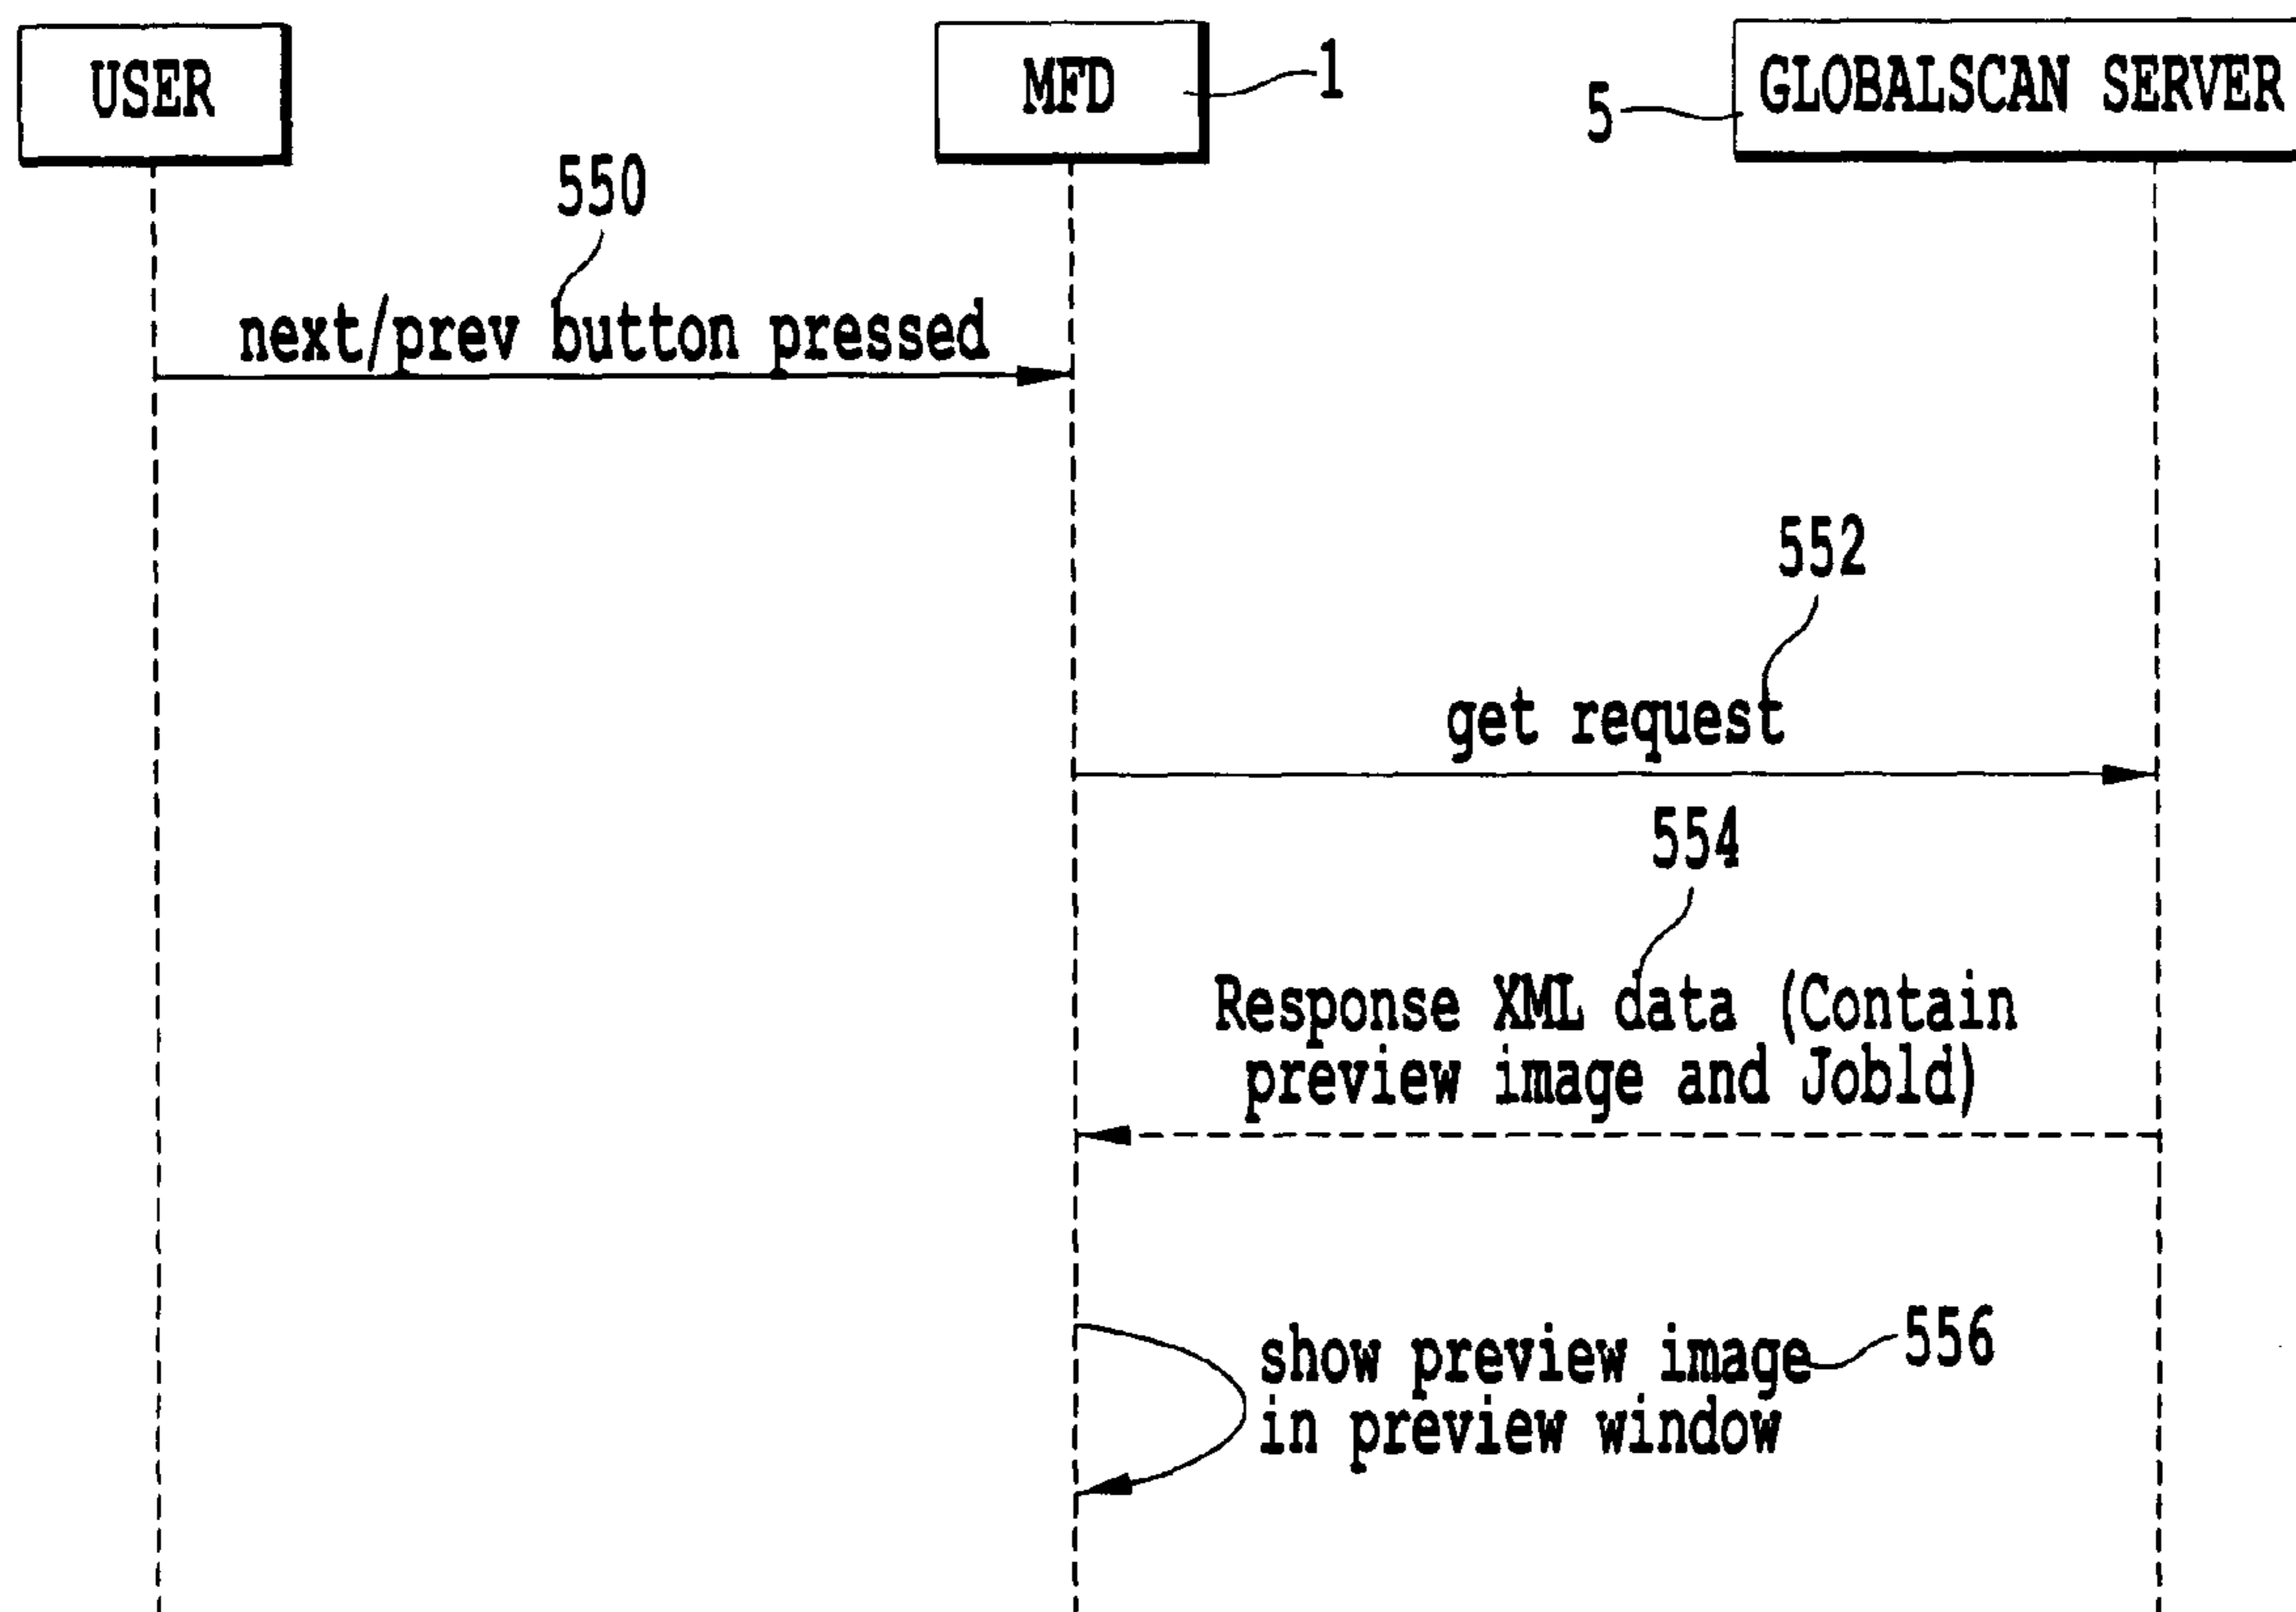 USER
MFD
1
5
GLOBALSCAN SERVER
550
next/prev button pressed
552
get request
554
Response XML data (Contain
preview image and Jobld)
show preview image
556
in preview window